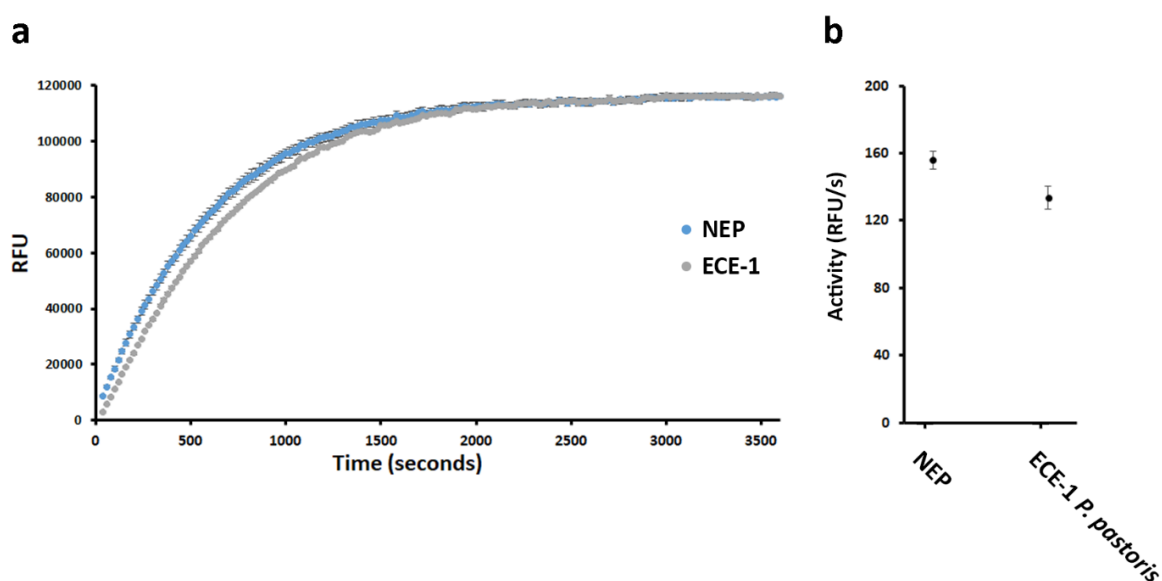 a
120000
100000
80000
60000
40000
20000
0
RFU
0 500 1000 1500 2000 2500 3000 3500
Time (seconds)
NEP
ECE-1
b
200
160
120
80
40
0
Activity (RFU/s)
NEP
ECE-1 P. pastoris